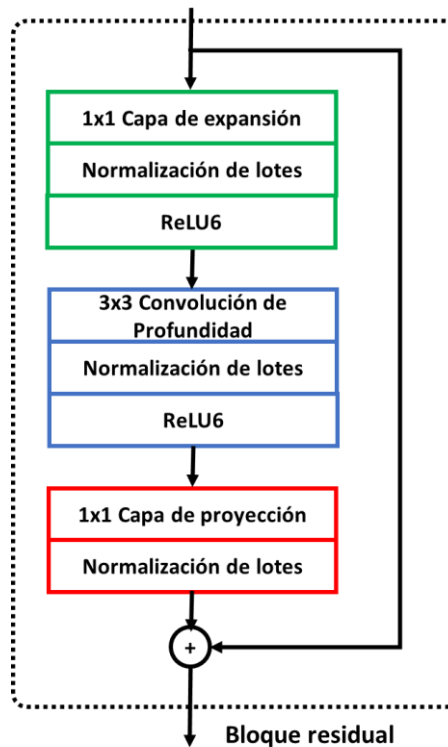 1x1 Capa de expansión
Normalización de lotes
ReLU6
3x3 Convolución de
Profundidad
Normalización de lotes
ReLU6
1x1 Capa de proyección
Normalización de lotes
+
Bloque residual